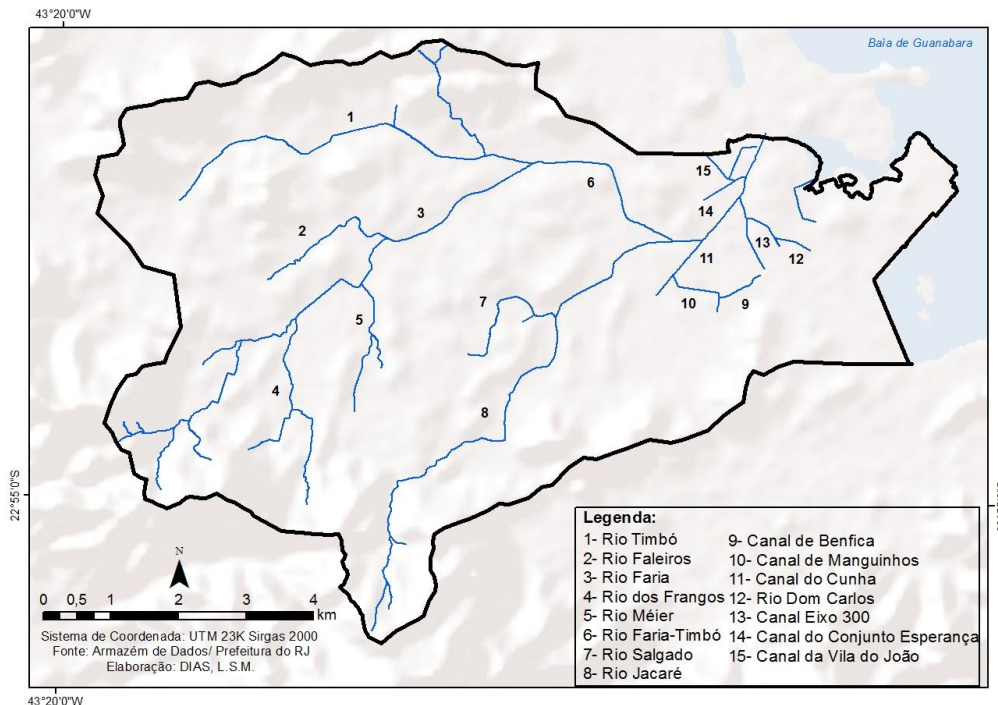 43°20'0"W
Baía de Guanabara
1
15
6
14
3
2
13
11
12
7
10
9
5
4
8
22°55'0"S
N
0 0,5 1 2 3 4
km
Sistema de Coordenada: UTM 23K Sirgas 2000
Fonte: Armazém de Dados/ Prefeitura do RJ
Elaboração: DIAS, L.S.M.
Legenda:
1- Rio Timbó
2- Rio Faleiros
3- Rio Faria
4- Rio dos Frangos
5- Rio Méier
6- Rio Faria-Timbó
7- Rio Salgado
8- Rio Jacaré
9- Canal de Benfica
10- Canal de Manguinhos
11- Canal do Cunha
12- Rio Dom Carlos
13- Canal Eixo 300
14- Canal do Conjunto Esperança
15- Canal da Vila do João
43°20'0"W